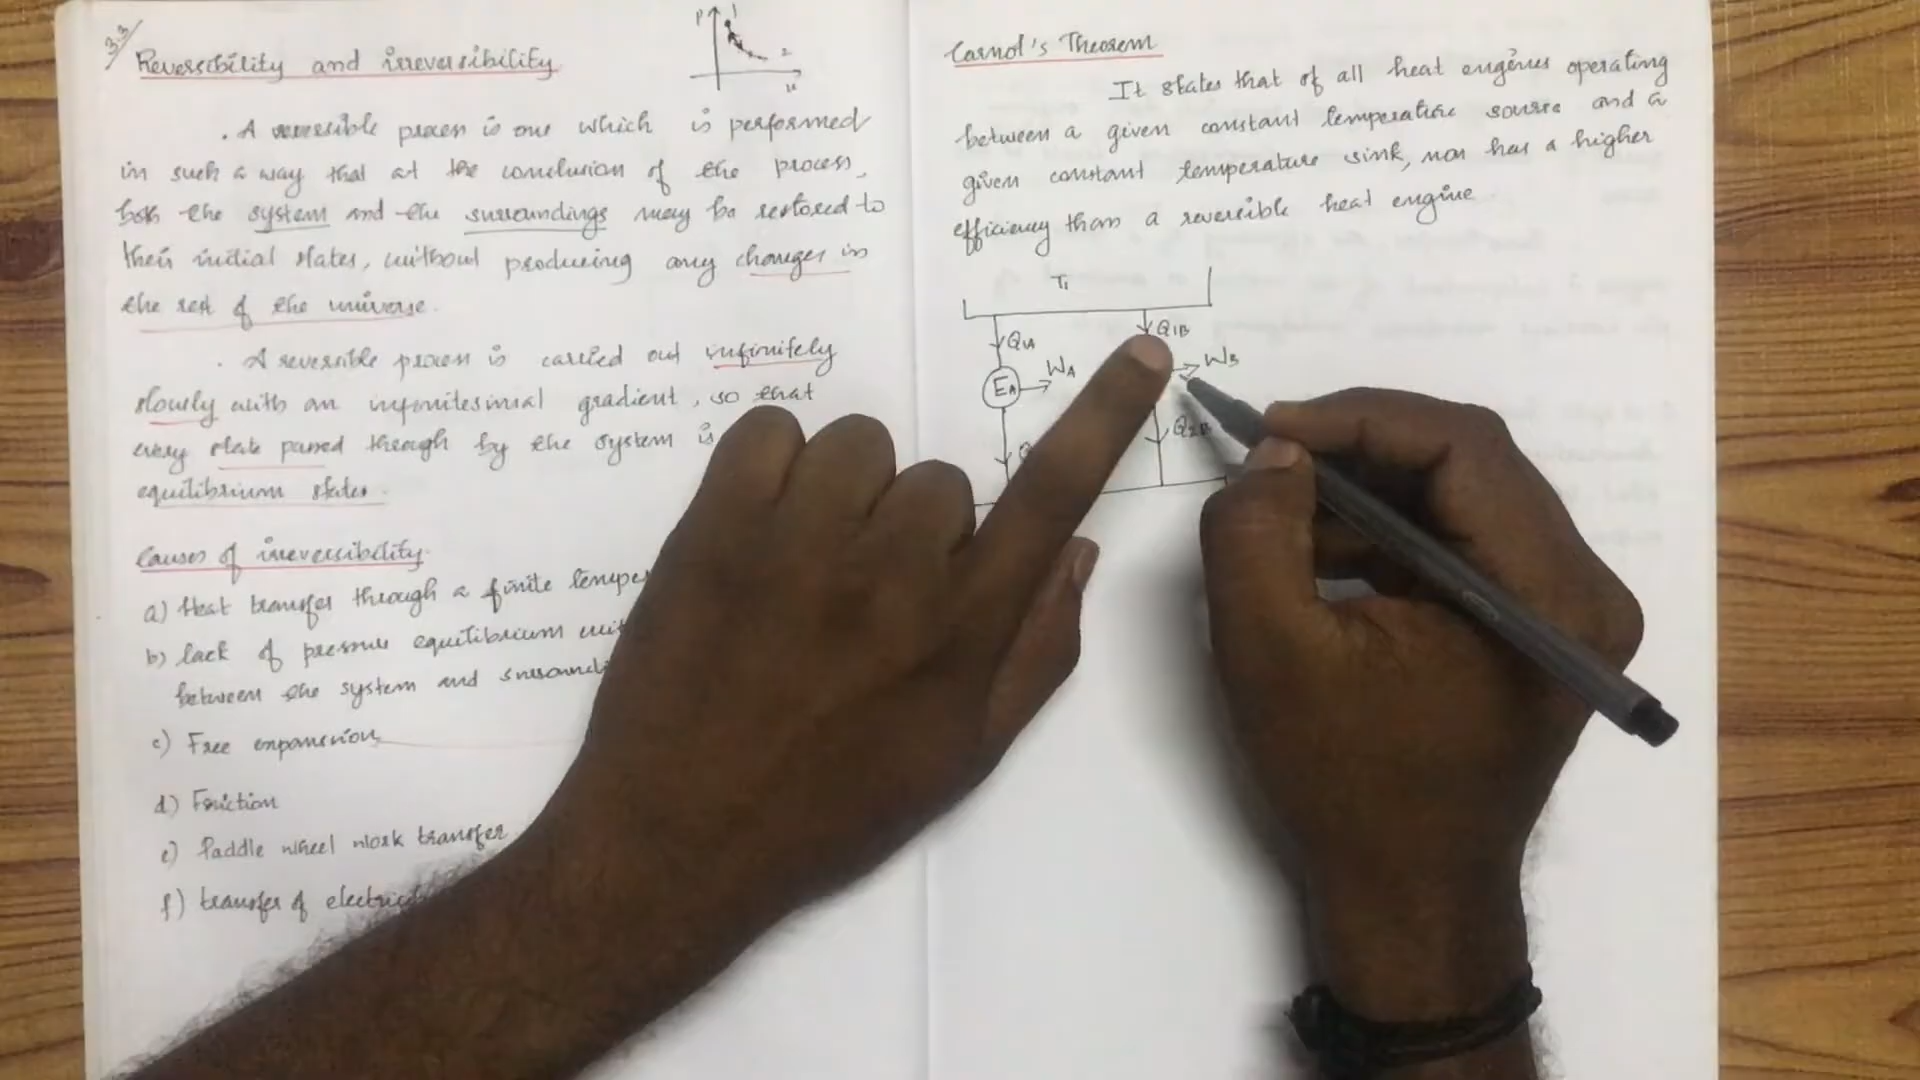 3.3
Reversibility and irreversibility
P
1
2
. A reversible process is one which is performed
in such a way that at the conclusion of the process,
both the system and the surroundings may be restored to
their initial states, without producing any changes in
the rest of the universe.
. A reversible process is carried out infinitely
slowly with an infinitesimal gradient, so that
every state passed through by the system is
equilibrium states.
Causes of irreversibility.
a) Heat transfer through a finite temper
b) lack of pressure equilibrium wit
between the system and surroundi
c) Free expansion
d) Friction
e) Paddle wheel work transfer
f) transfer of electrici
Carnot's Theorem
It states that of all heat engines operating
between a given constant temperature source and a
given constant temperature sink, non has a higher
efficiency than a reversible heat engine
T1
Q1A
Q1B
WA
WB
EA
Q2B